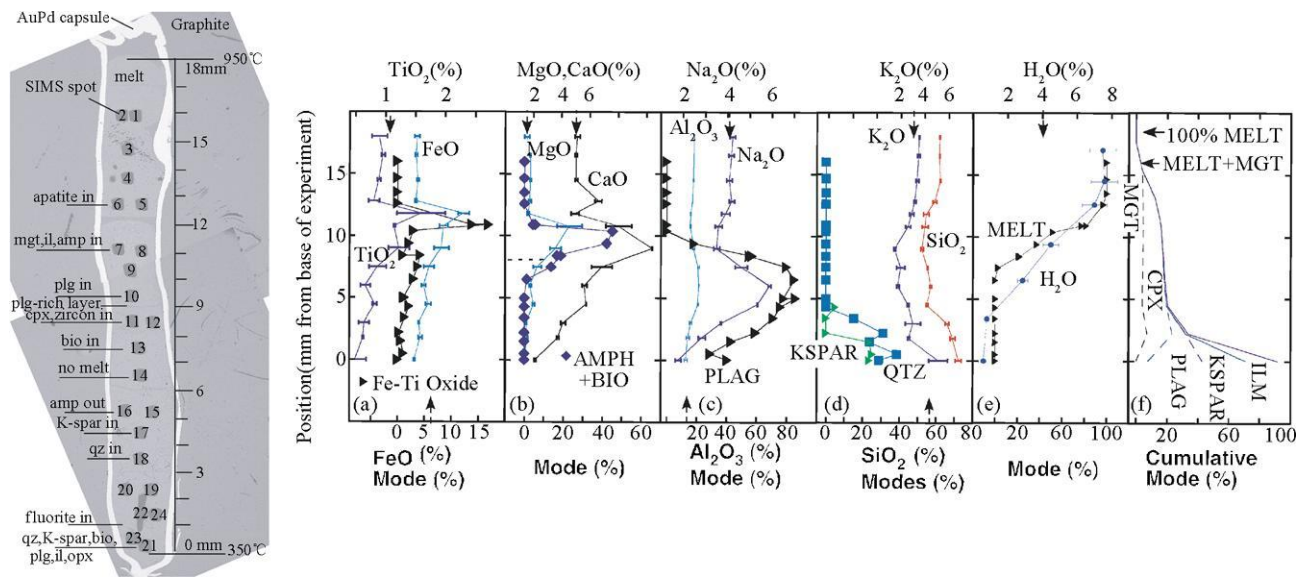 AuPd capsule
Graphite
18mm
950℃
melt
SIMS spot
2 1
3
15
4
apatite in
6 5
12
mgt,il,amp in
7 8
9
plg in
10
plg-rich layer
9
cpx,zircon in
11 12
bio in
13
no melt
14
6
amp out
16 15
K-spar in
17
qz in
18
3
20 19
22 24
fluorite in
23
qz,K-spar,bio,
21
0 mm
350℃
plg,il,opx
TiO2(%)
1 2
MgO,CaO(%)
2 4 6
Na2O(%)
2 4 6
K2O(%)
2 4 6
H2O(%)
2 4 6 8
Position(mm from base of experiment)
15
10
5
0
FeO
TiO2
Fe-Ti Oxide
(a)
0 5 10 15
FeO (%)
Mode (%)
MgO
CaO
AMPH
+BIO
(b)
0 20 40 60
Mode (%)
Al2O3
Na2O
PLAG
(c)
0 20 40 60 80
Al2O3 (%)
Mode (%)
K2O
SiO2
KSPAR
QTZ
(d)
0 20 40 60 80
SiO2 (%)
Modes (%)
MELT
H2O
(e)
20 60 100
Mode (%)
100% MELT
MELT+MGT
MGT
CPX
PLAG
KSPAR
ILM
(f)
0 20 60 100
Cumulative
Mode (%)